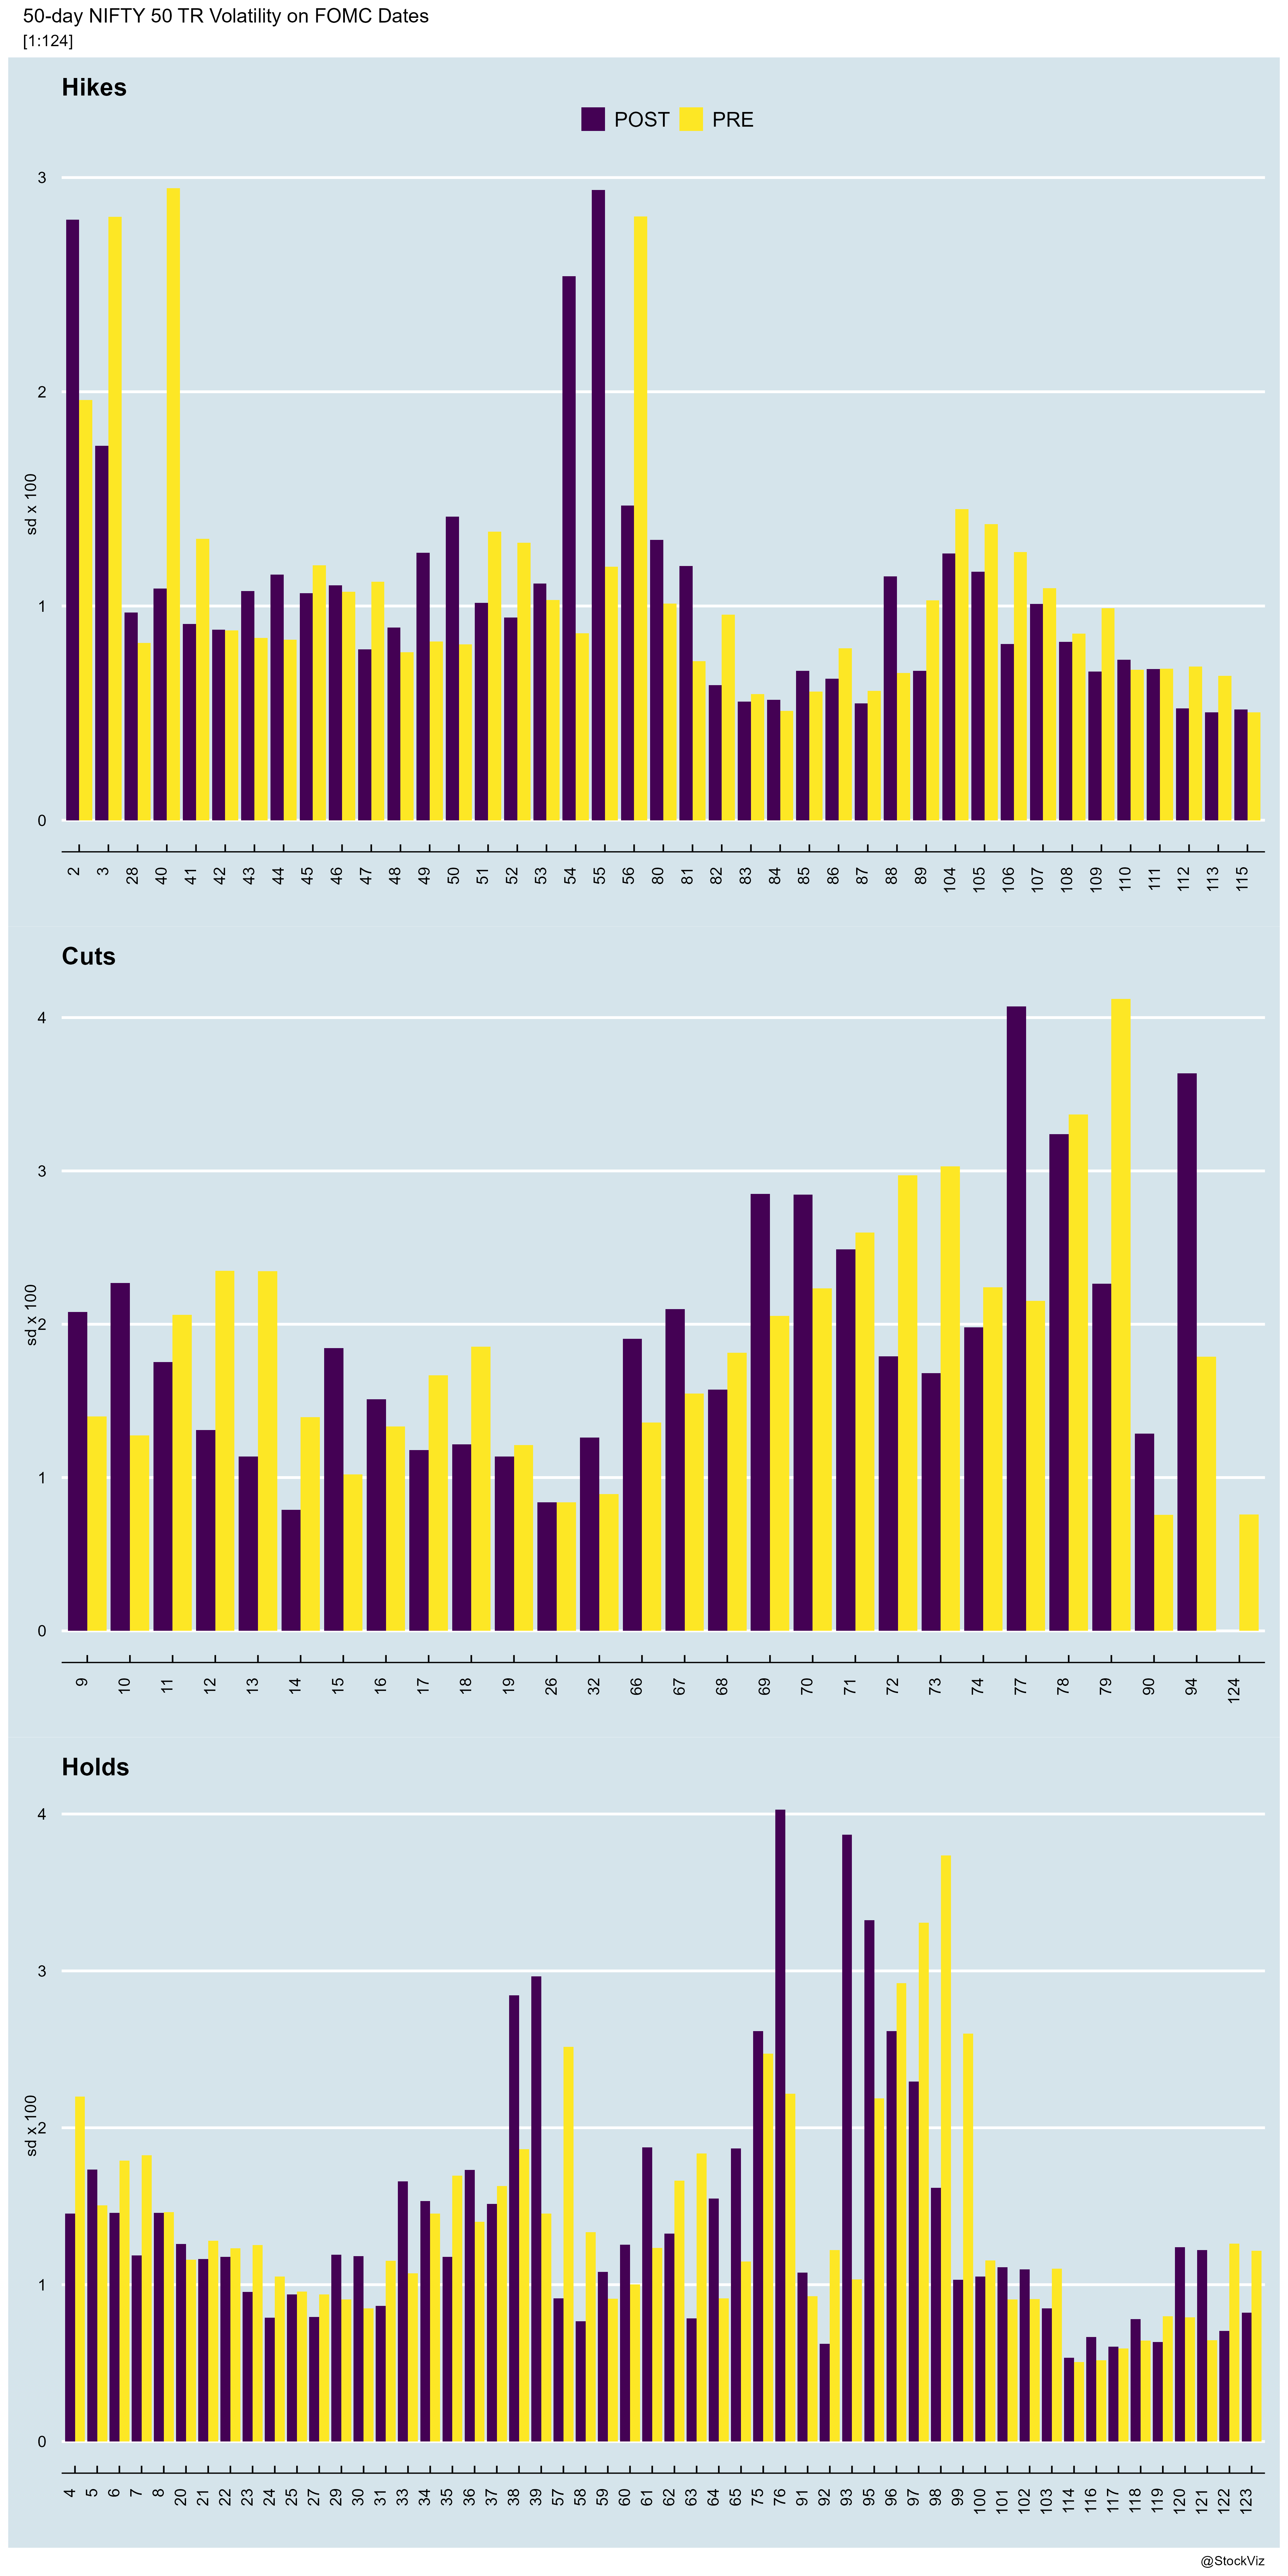 50-day NIFTY 50 TR Volatility on FOMC Dates
[1:124]
Hikes
POST PRE
3
2
1
0
sd x 100
2 3 28 40 41 42 43 44 45 46 47 48 49 50 51 52 53 54 55 56 80 81 82 83 84 85 86 87 88 89 104 105 106 107 108 109 110 111 112 113 115
Cuts
4
3
2
1
0
sd x 100
9 10 11 12 13 14 15 16 17 18 19 26 32 66 67 68 69 70 71 72 73 74 77 78 79 90 94 124
Holds
4
3
2
1
0
sd x 100
4 5 6 7 8 20 21 22 23 24 25 27 29 30 31 33 34 35 36 37 38 39 57 58 59 60 61 62 63 64 65 75 76 91 92 93 95 96 97 98 99 100 101 102 103 114 116 117 118 119 120 121 122 123
@StockViz